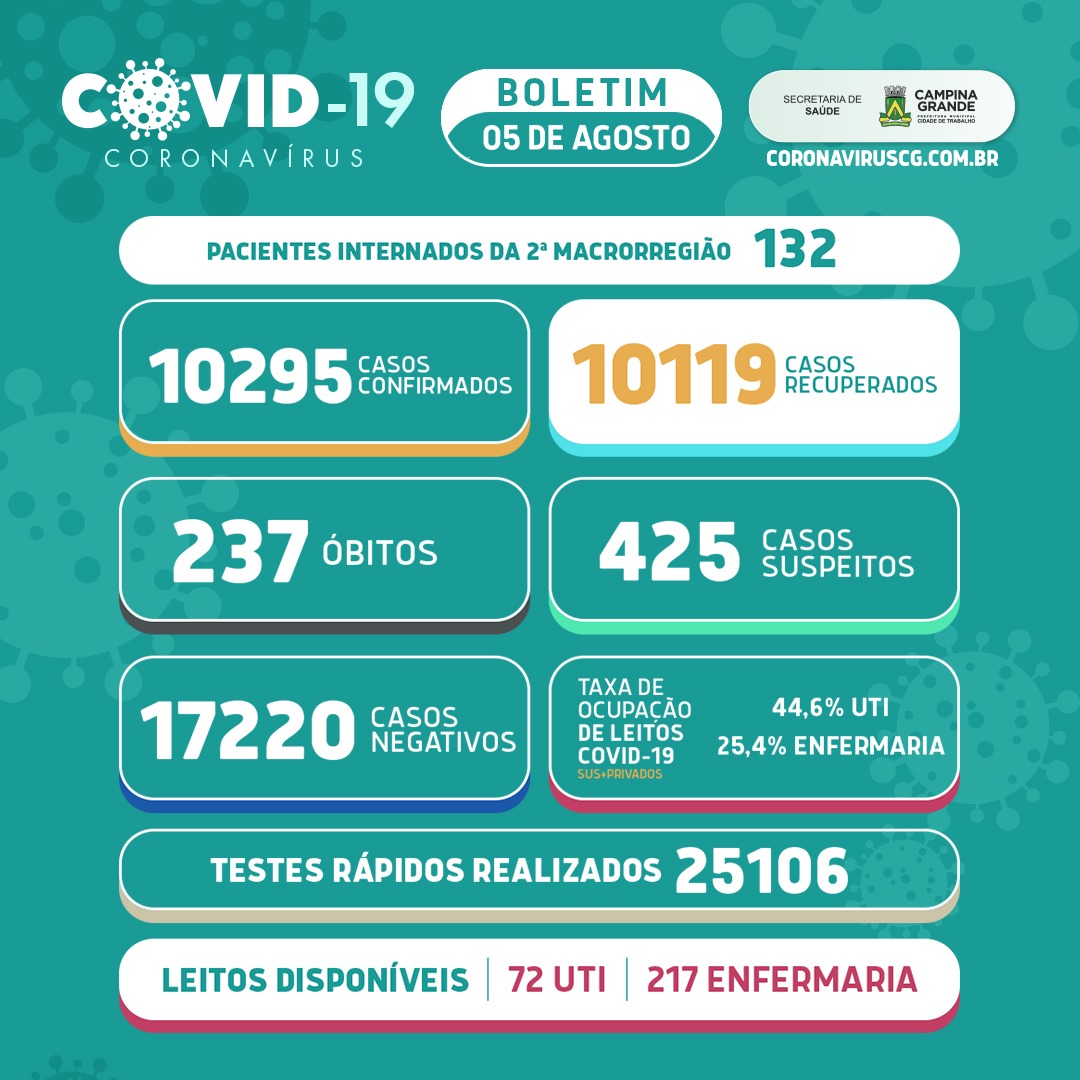 COVID-19
CORONAVÍRUS
BOLETIM
05 DE AGOSTO
SECRETARIA DE
SAÚDE
CAMPINA
GRANDE
PREFEITURA MUNICIPAL
CIDADE DE TRABALHO
CORONAVIRUSCG.COM.BR
PACIENTES INTERNADOS DA 2ª MACRORREGIÃO 132
10295 CASOS
CONFIRMADOS
10119 CASOS
RECUPERADOS
237 ÓBITOS
425 CASOS
SUSPEITOS
17220 CASOS
NEGATIVOS
TAXA DE
OCUPAÇÃO
DE LEITOS
COVID-19
SUS+PRIVADOS
44,6% UTI
25,4% ENFERMARIA
TESTES RÁPIDOS REALIZADOS 25106
LEITOS DISPONÍVEIS 72 UTI 217 ENFERMARIA